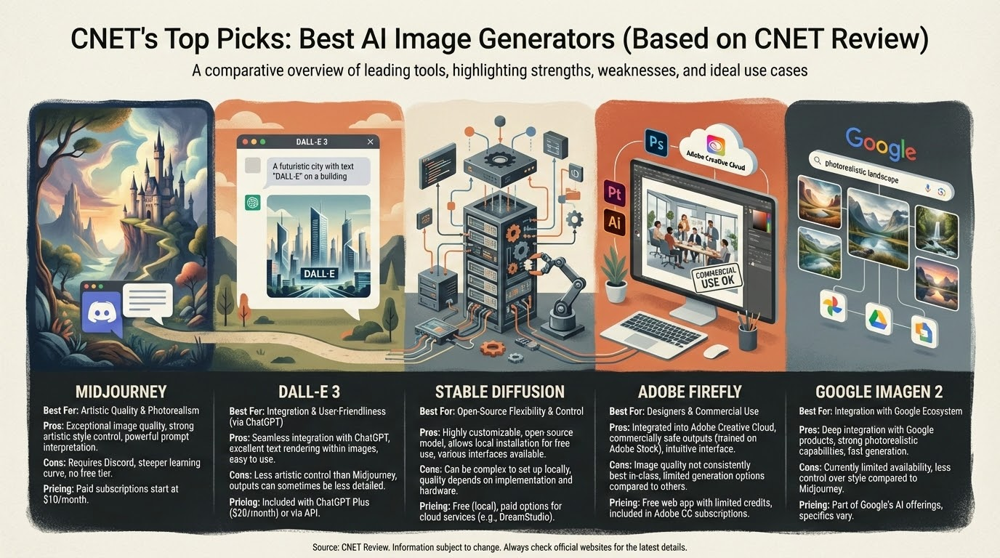 CNET's Top Picks: Best AI Image Generators (Based on CNET Review)
A comparative overview of leading tools, highlighting strengths, weaknesses, and ideal use cases
DALL-E 3
A futuristic city with text
"DALL-E" on a building
DALL·E
Ps
Adobe Creative Cloud
Pt
Ai
COMMERCIAL
USE OK
Google
photorealistic landscape
MIDJOURNEY
Best For: Artistic Quality & Photorealism
Pros: Exceptional image quality, strong
artistic style control, powerful prompt
interpretation.
Cons: Requires Discord, steeper learning
curve, no free tier.
Pricing: Paid subscriptions start at
$10/month.
DALL-E 3
Best For: Integration & User-Friendliness
(via ChatGPT)
Pros: Seamless integration with ChatGPT,
excellent text rendering within images,
easy to use.
Cons: Less artistic control than Midjourney,
outputs can sometimes be less detailed.
Pricing: Included with ChatGPT Plus
($20/month) or via API.
STABLE DIFFUSION
Best For: Open-Source Flexibility & Control
Pros: Highly customizable, open-source
model, allows local installation for free
use, various interfaces available.
Cons: Can be complex to set up locally,
quality depends on implementation and
hardware.
Pricing: Free (local), paid options for
cloud services (e.g., DreamStudio).
ADOBE FIREFLY
Best For: Designers & Commercial Use
Pros: Integrated into Adobe Creative Cloud,
commercially safe outputs (trained on
Adobe Stock), intuitive interface.
Cans: Image quality not consistently
best in-class, limited generation options
compared to others.
Pricing: Free web app with limited credits,
included in Adobe CC subscriptions.
GOOGLE IMAGEN 2
Best For: Integration with Google Ecosystem
Pros: Deep integration with Google
products, strong photorealistic
capabilities, fast generation.
Cons: Currently limited availability, less
control over style compared to
Midjourney.
Pricing: Part of Google's AI offerings,
specifics vary.
Source: CNET Review. Information subject to change. Always check official websites for the latest details.